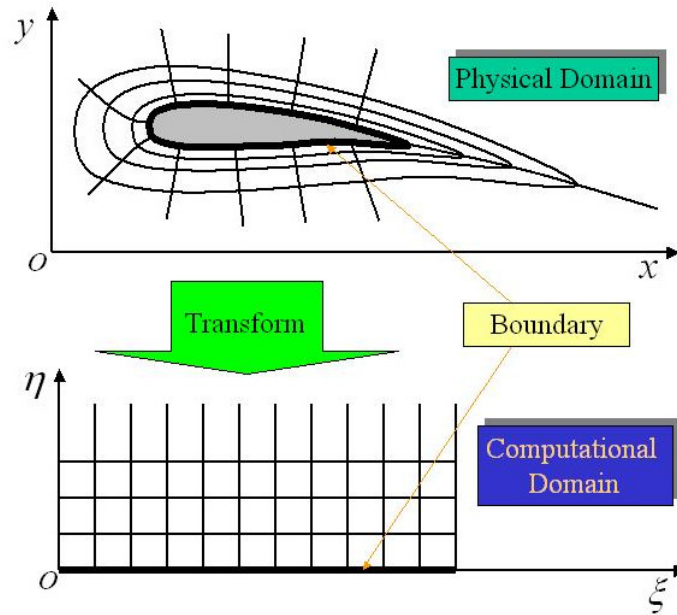 y
Physical Domain
O
x
Transform
Boundary
η
Computational
Domain
O
ξ